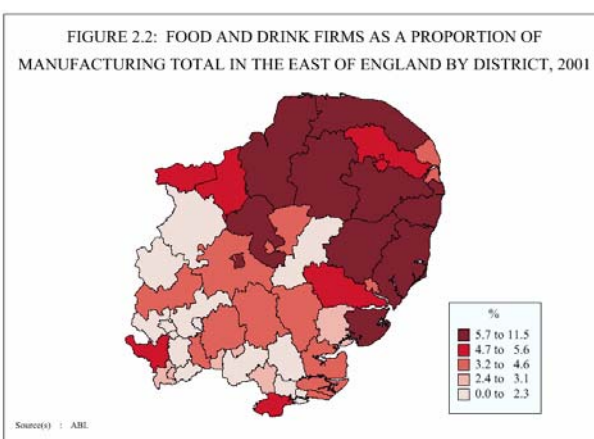 FIGURE 2.2: FOOD AND DRINK FIRMS AS A PROPORTION OF
MANUFACTURING TOTAL IN THE EAST OF ENGLAND BY DISTRICT, 2001
%
5.7 to 11.5
4.7 to 5.6
3.2 to 4.6
2.4 to 3.1
0.0 to 2.3
Source(s) : ABI.